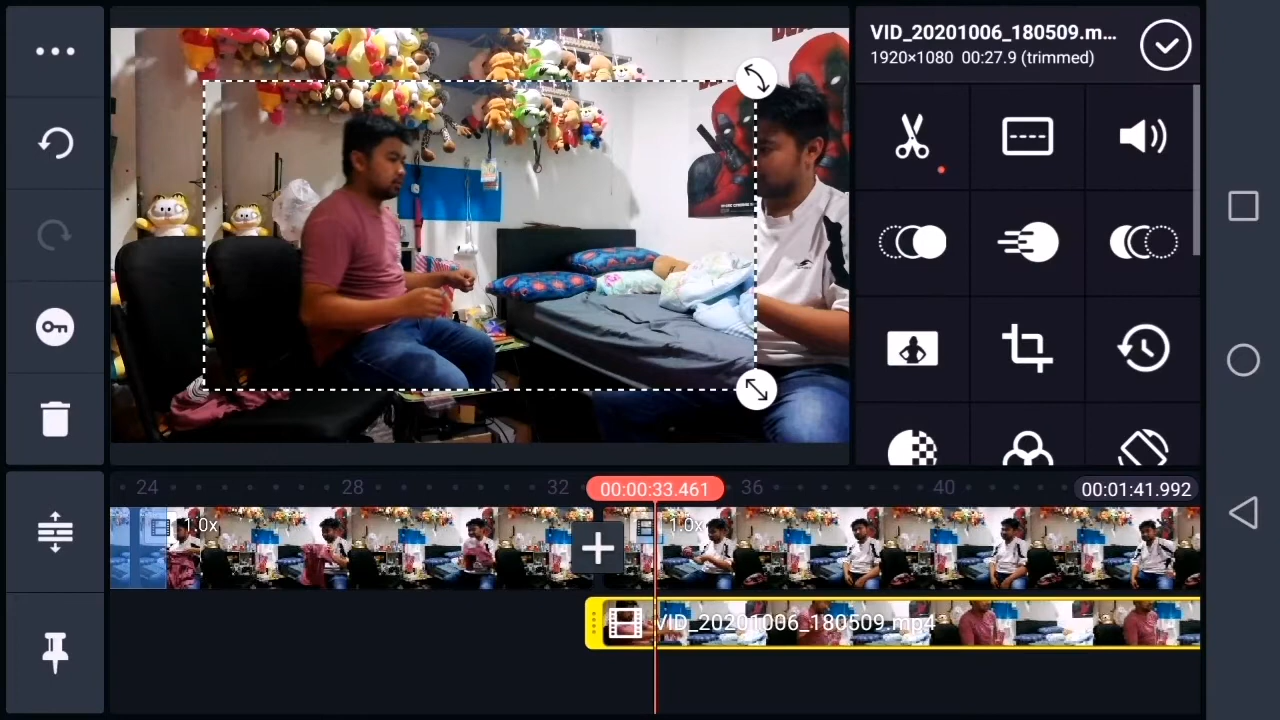 VID_20201006_180509.m...
1920×1080 00:27.9 (trimmed)
24
28
32
00:00:33.461
36
40
00:01:41.992
1.0x
1.0x
VID_20201006_180509.mp4